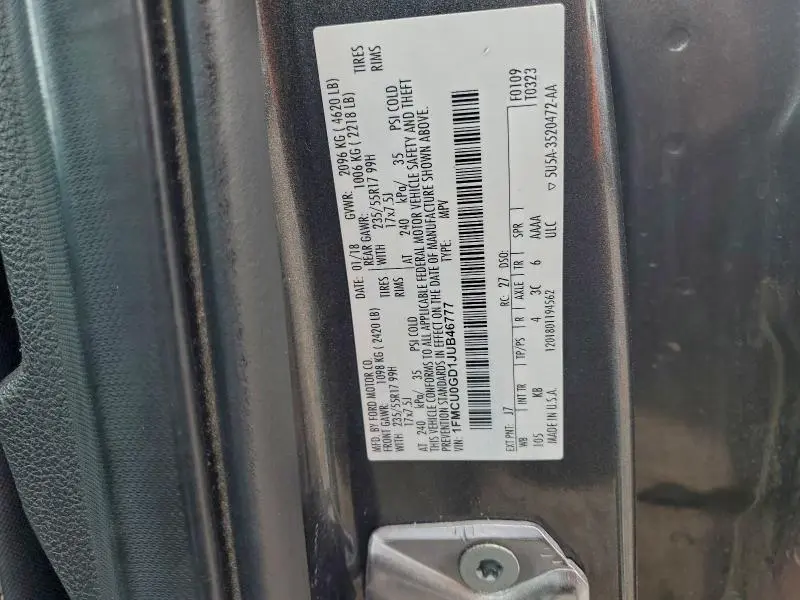 MFD. BY FORD MOTOR CO.
DATE: 01/18 GVWR: 2096 KG ( 4620 LB)
FRONT GAWR: 1098 KG ( 2420 LB) REAR GAWR: 1006 KG ( 2218 LB)
WITH 235/55R17 99H TIRES WITH 235/55R17 99H TIRES
17x7.5J RIMS 17x7.5J RIMS
AT 240 kPa/ 35 PSI COLD AT 240 kPa/ 35 PSI COLD
THIS VEHICLE CONFORMS TO ALL APPLICABLE FEDERAL MOTOR VEHICLE SAFETY AND THEFT
PREVENTION STANDARDS IN EFFECT ON THE DATE OF MANUFACTURE SHOWN ABOVE.
VIN: 1FMCU0GD1JUB46777 TYPE: MPV
F0109
T0323
EXT PNT: J7 RC: 27 DSO:
WB INT TR TP/PS R AXLE TR SPR
105 KB 4 3C 6 AAAA
MADE IN U.S.A. 120L801194562 ULC
5U5A-3520472-AA